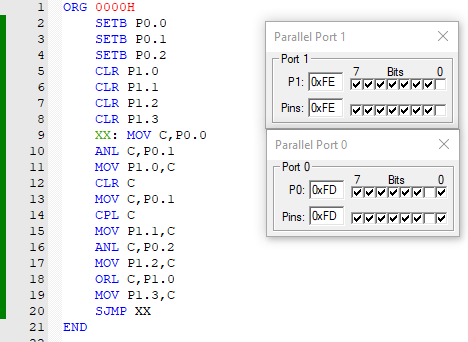 1 ORG 0000H
2 SETB P0.0
3 SETB P0.1
4 SETB P0.2
5 CLR P1.0
6 CLR P1.1
7 CLR P1.2
8 CLR P1.3
9 XX: MOV C,P0.0
10 ANL C,P0.1
11 MOV P1.0,C
12 CLR C
13 MOV C,P0.1
14 CPL C
15 MOV P1.1,C
16 ANL C,P0.2
17 MOV P1.2,C
18 ORL C,P1.0
19 MOV P1.3,C
20 SJMP XX
21 END
Parallel Port 1
Port 1
7 Bits 0
P1: 0xFE
Pins: 0xFE
Parallel Port 0
Port 0
7 Bits 0
P0: 0xFD
Pins: 0xFD